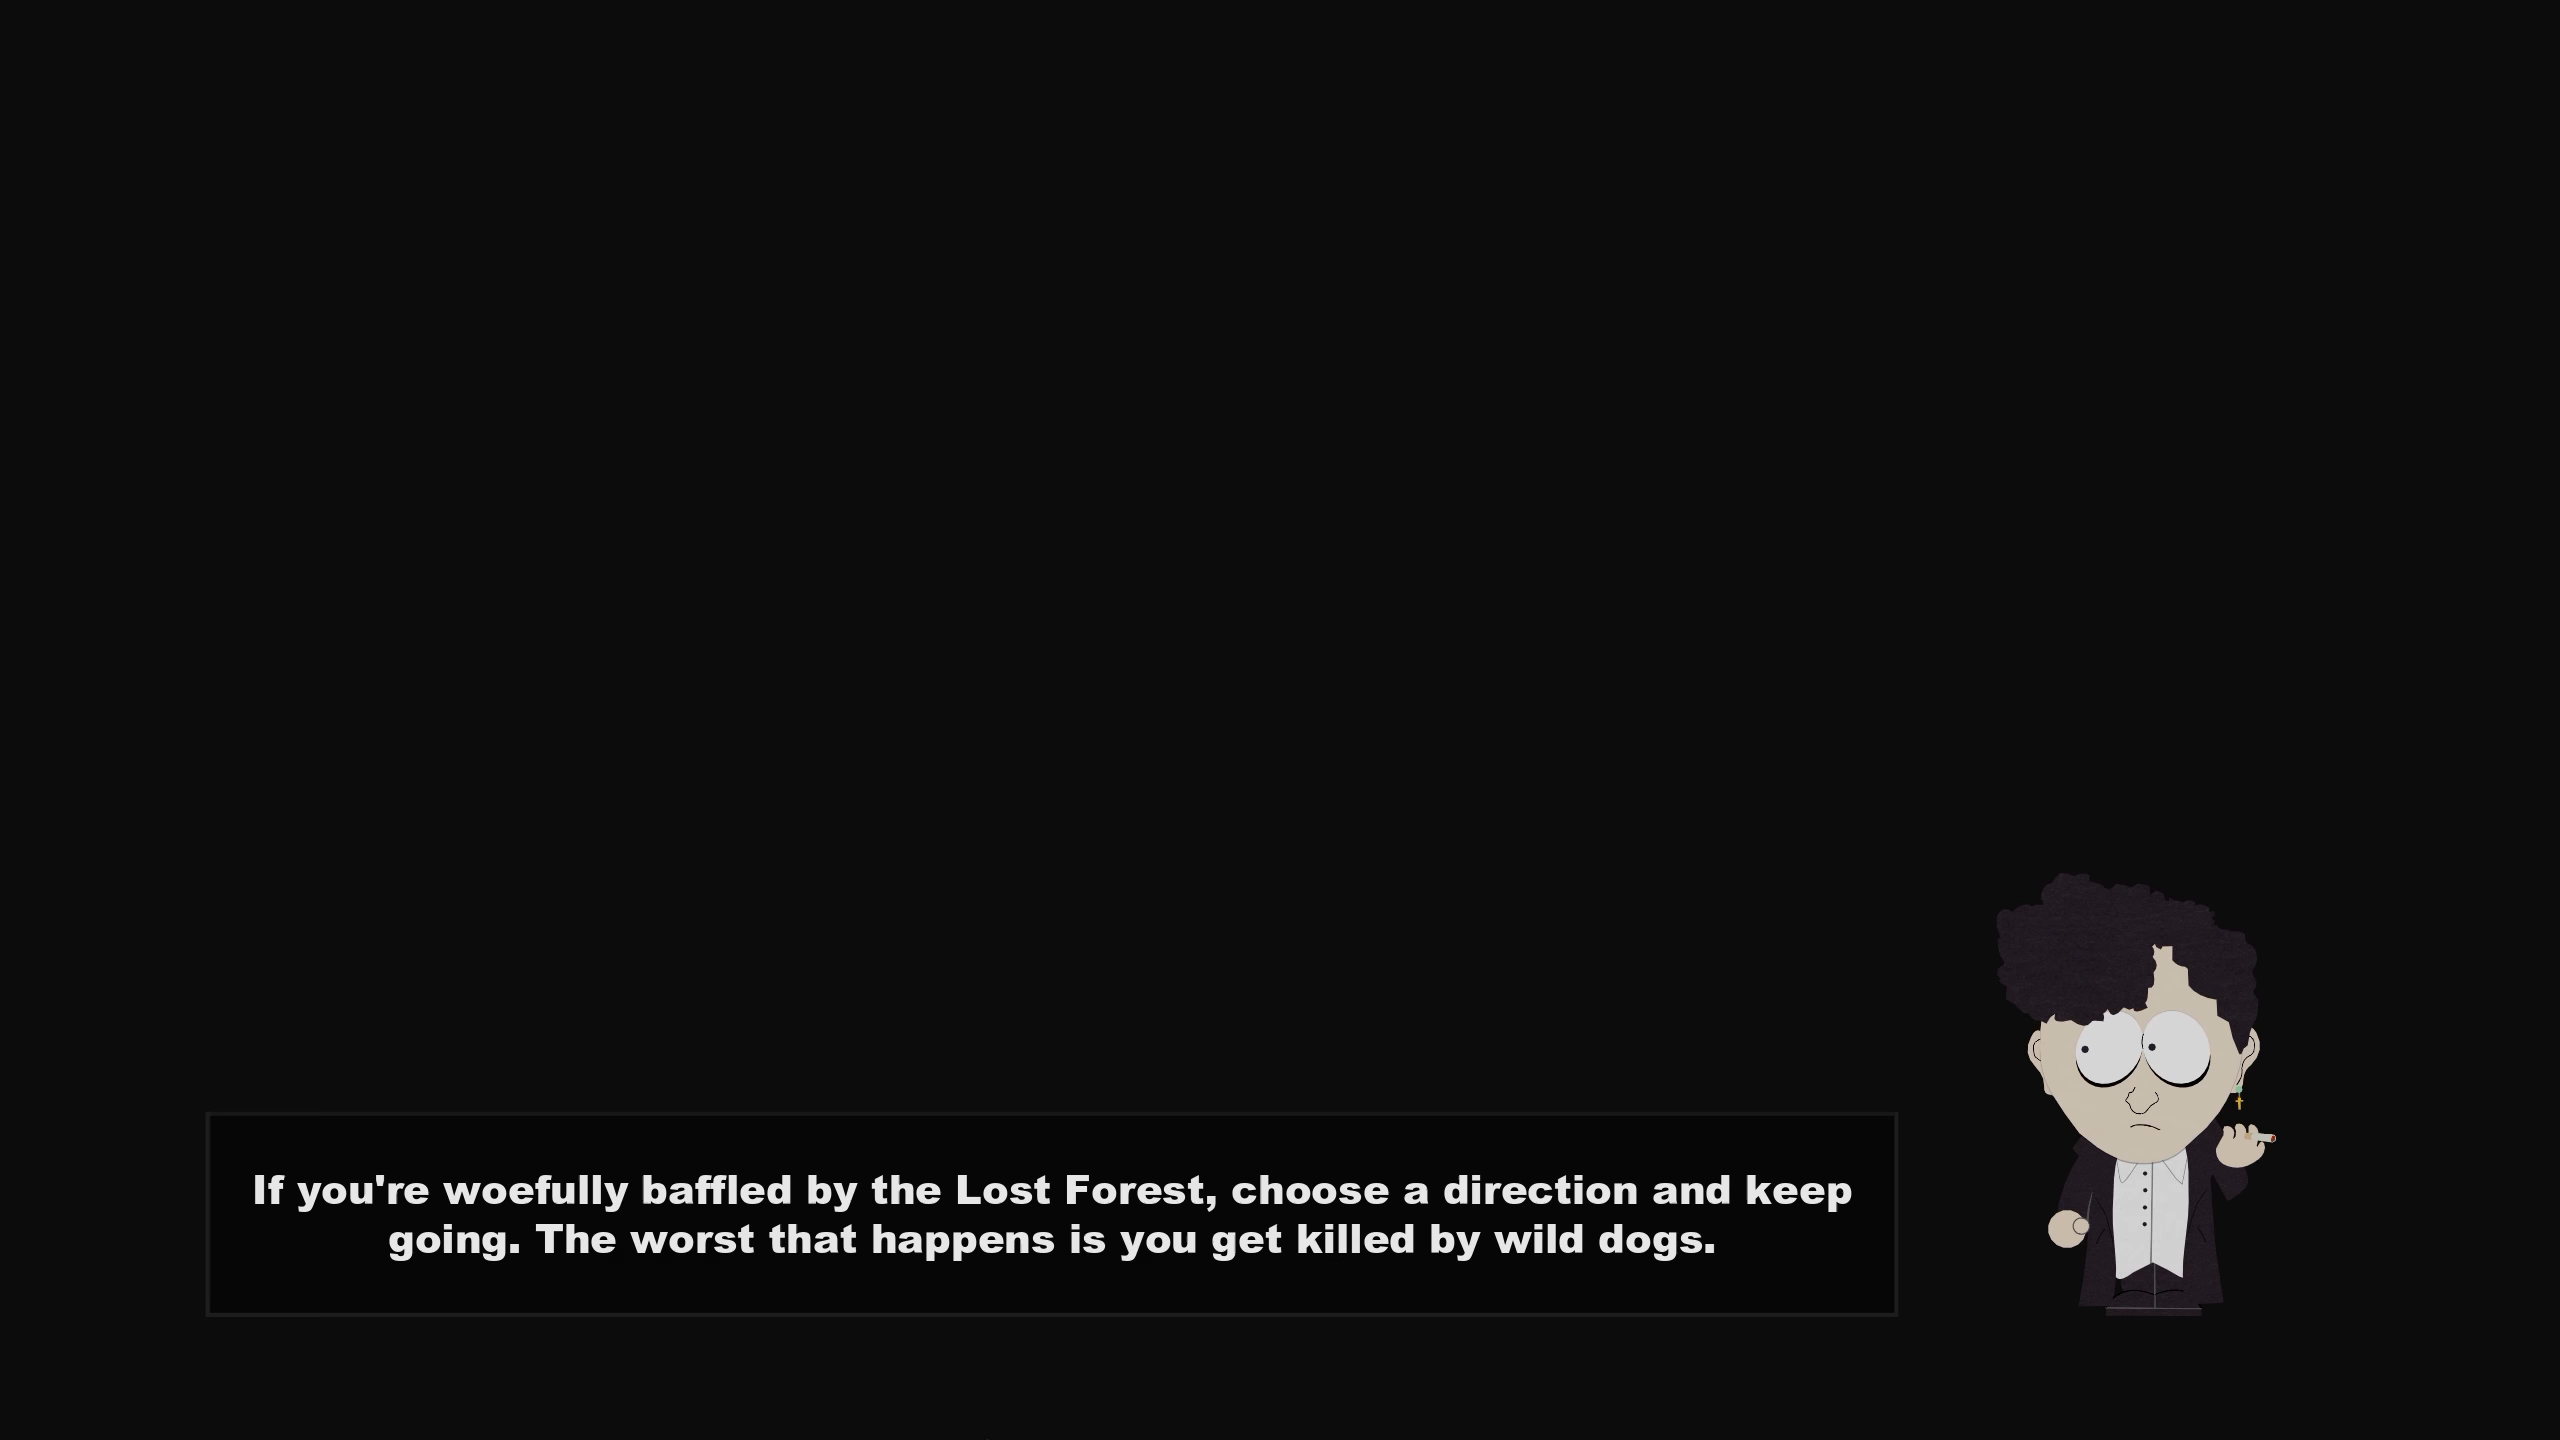 If you're woefully baffled by the Lost Forest, choose a direction and keep
going. The worst that happens is you get killed by wild dogs.